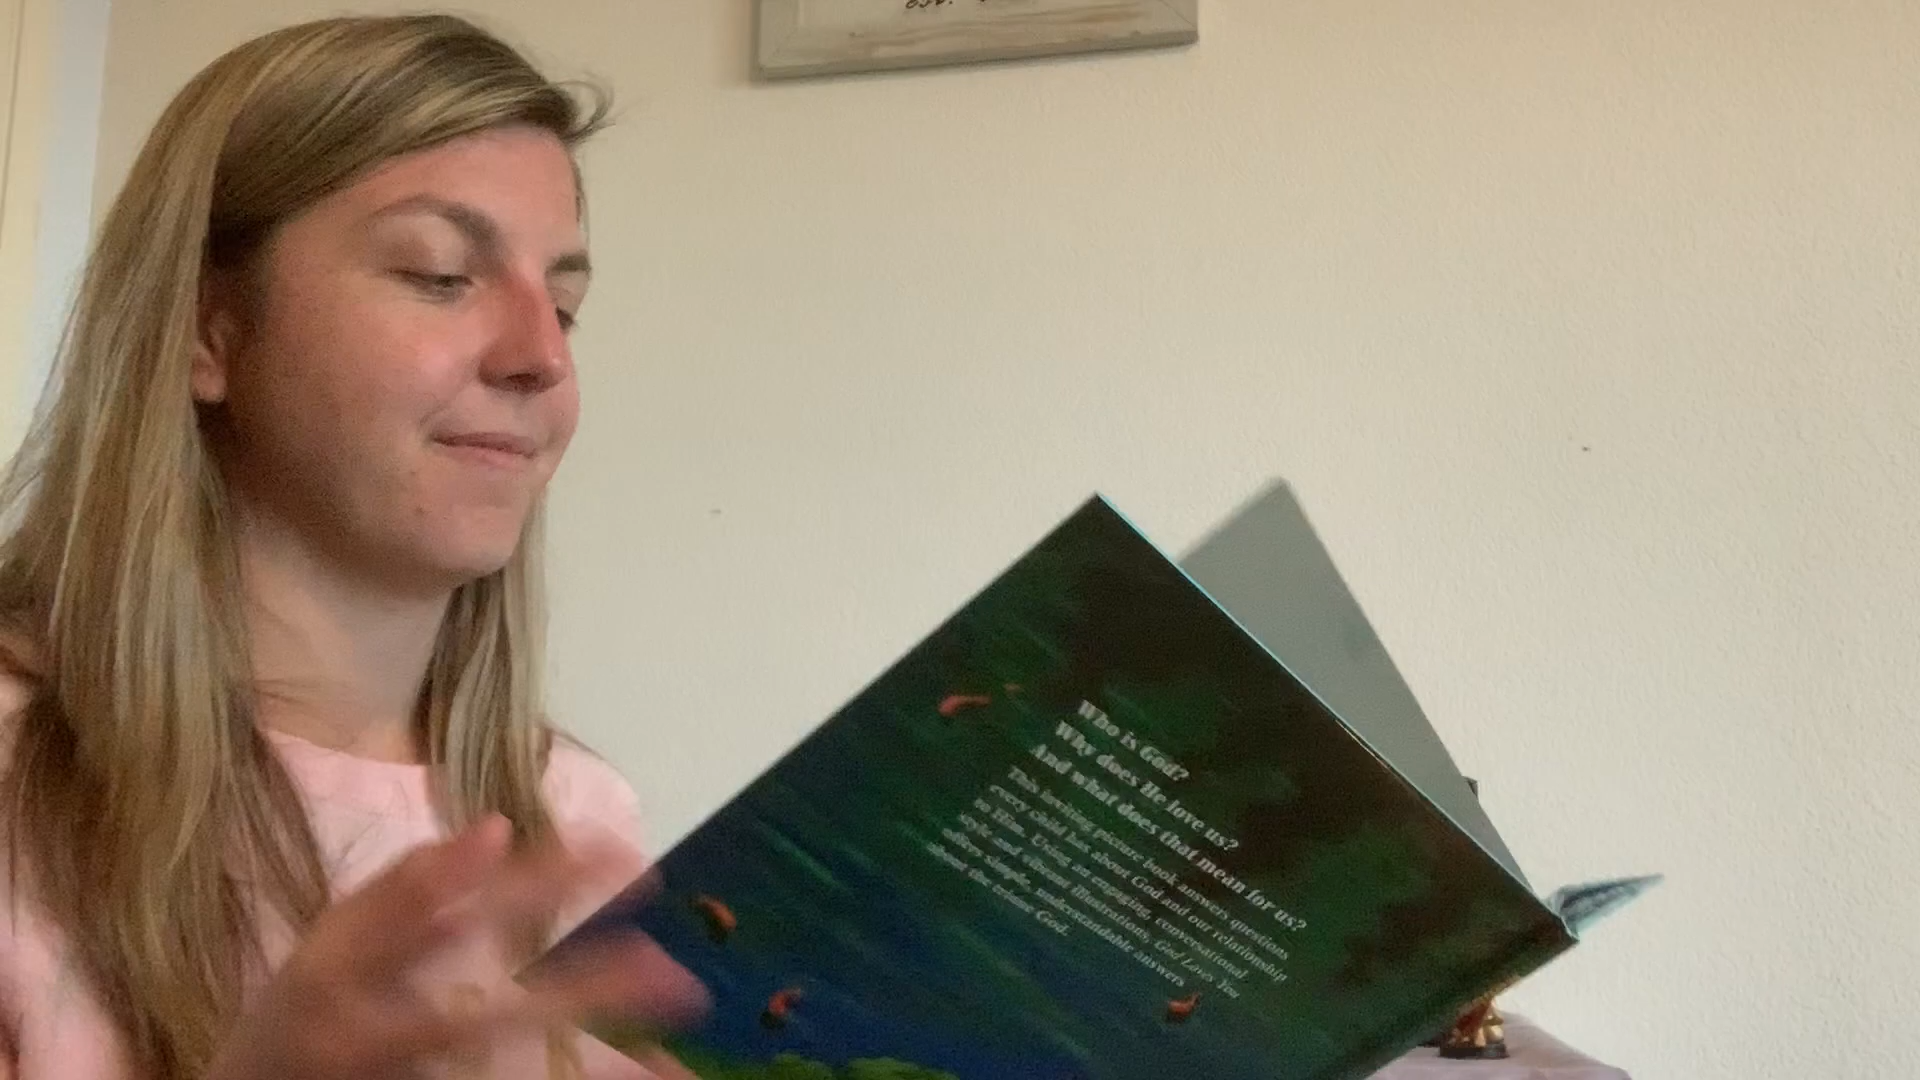 est.
Who is God?
Why does He love us?
And what does that mean for us?
This loving picture book answers questions
every child has about God and our relationship
to Him. Using an engaging, conversational
style and vibrant illustrations, God Loves You
offers simple, understandable answers
about the triune God.